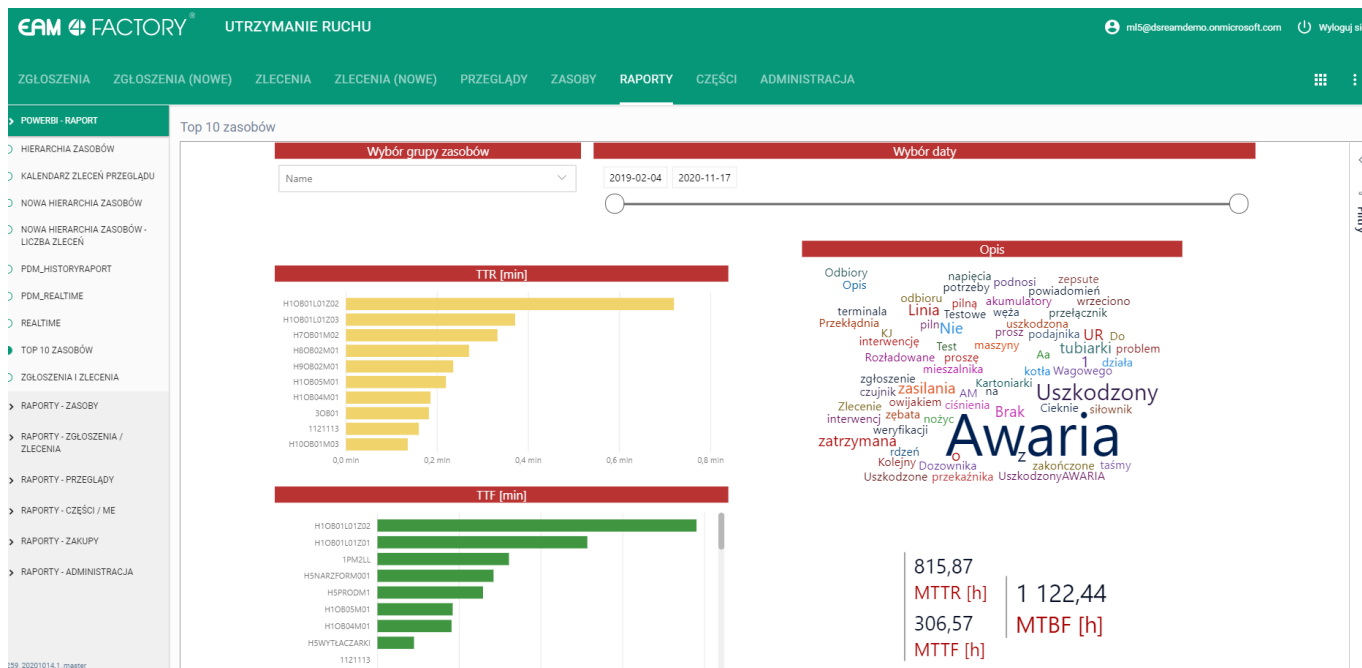 EAM FACTORY® UTRZYMANIE RUCHU
ml5@dsreamdemo.onmicrosoft.com Wyloguj si
ZGŁOSZENIA ZGŁOSZENIA (NOWE) ZLECENIA ZLECENIA (NOWE) PRZEGLĄDY ZASOBY RAPORTY CZĘŚCI ADMINISTRACJA
POWERBI - RAPORT
HIERARCHIA ZASOBÓW
KALENDARZ ZLECEŃ PRZEGLĄDU
NOWA HIERARCHIA ZASOBÓW
NOWA HIERARCHIA ZASOBÓW -
LICZBA ZLECEŃ
PDM_HISTORYRAPORT
PDM_REALTIME
REALTIME
TOP 10 ZASOBÓW
ZGŁOSZENIA I ZLECENIA
RAPORTY - ZASOBY
RAPORTY - ZGŁOSZENIA /
ZLECENIA
RAPORTY - PRZEGLĄDY
RAPORTY - CZĘŚCI / ME
RAPORTY - ZAKUPY
RAPORTY - ADMINISTRACJA
259_20201014.1_master
Top 10 zasobów
Wybór grupy zasobów
Name
Wybór daty
2019-02-04 2020-11-17
Filtry
TTR [min]
H1OB01L01Z02
H1OB01L01Z03
H7OB01M02
H8OB02M01
H9OB02M01
H1OB05M01
H1OB04M01
3OB01
1121113
H10OB01M03
0,0 min 0,2 min 0,4 min 0,6 min 0,8 min
TTF [min]
H1OB01L01Z02
H1OB01L01Z01
1PM2LL
H5NARZFORM001
H5PRODM1
H1OB05M01
H1OB04M01
H5WYTŁACZARKI
1121113
Opis
Odbiory napięcia podnosi zepsute
Opis potrzeby powiadomień
odbioru pilną akumulatory wrzeciono
terminala Linia Testowe węża przełącznik
Przekłądnia piln Nie uszkodzona
KJ prosz podajnika UR Do
interwencję Test maszyny Aa tubiarki problem
Rozładowane proszę 1 działa
mieszalnika kotła Wagowego
zgłoszenie Kartoniarki
czujnik zasilania AM na Uszkodzony
Zlecenie owijakiem ciśnienia Brak Cieknie siłownik
interwencj zębata nożyc
weryfikacji Awaria
zatrzymana
rdzeń o z
Kolejny Dozownika zakończone taśmy
Uszkodzone przekaźnika UszkodzonyAWARIA
815,87
MTTR [h]
306,57
MTTF [h]
1 122,44
MTBF [h]